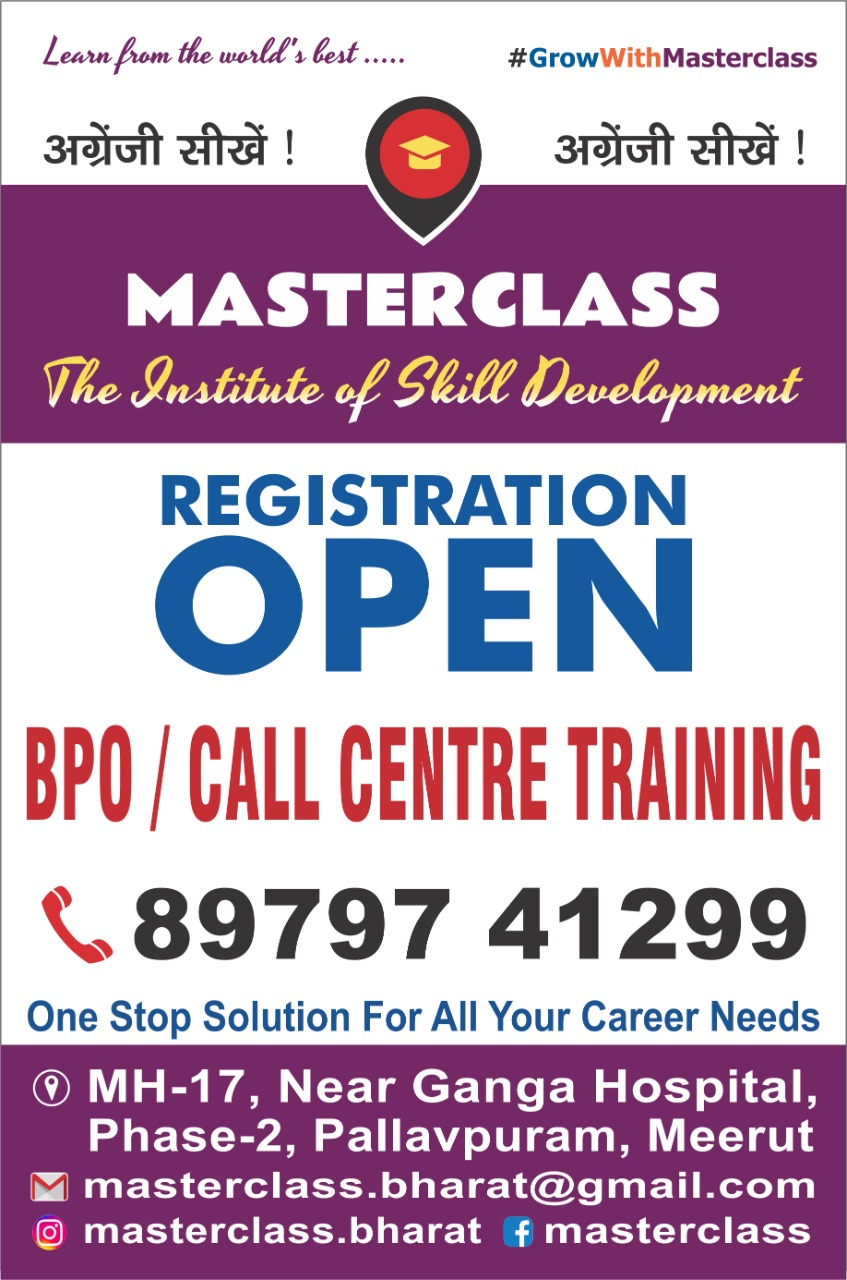 Learn from the world's best .....
#GrowWithMasterclass
अग्रेंजी सीखें !
अग्रेंजी सीखें !
MASTERCLASS
The Institute of Skill Development
REGISTRATION
OPEN
BPO / CALL CENTRE TRAINING
89797 41299
One Stop Solution For All Your Career Needs
MH-17, Near Ganga Hospital,
Phase-2, Pallavpuram, Meerut
masterclass.bharat@gmail.com
masterclass.bharat
masterclass